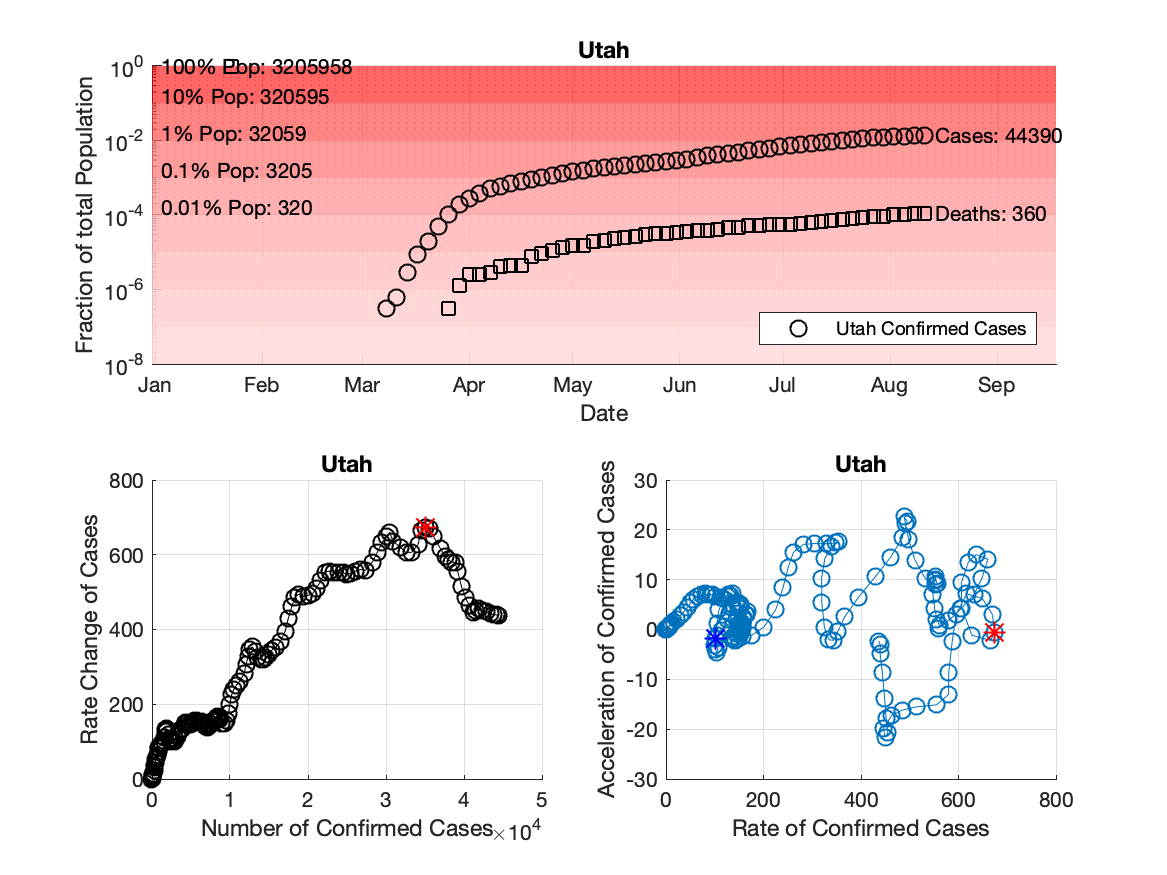 Utah
10^0
10^-2
10^-4
10^-6
10^-8
Fraction of total Population
100% Pop: 3205958
10% Pop: 320595
1% Pop: 32059
0.1% Pop: 3205
0.01% Pop: 320
Cases: 44390
Deaths: 360
Utah Confirmed Cases
Jan Feb Mar Apr May Jun Jul Aug Sep
Date
Utah
800
600
400
200
0
Rate Change of Cases
0 1 2 3 4 5
Number of Confirmed Cases ×10^4
Utah
30
20
10
0
-10
-20
-30
Acceleration of Confirmed Cases
0 200 400 600 800
Rate of Confirmed Cases